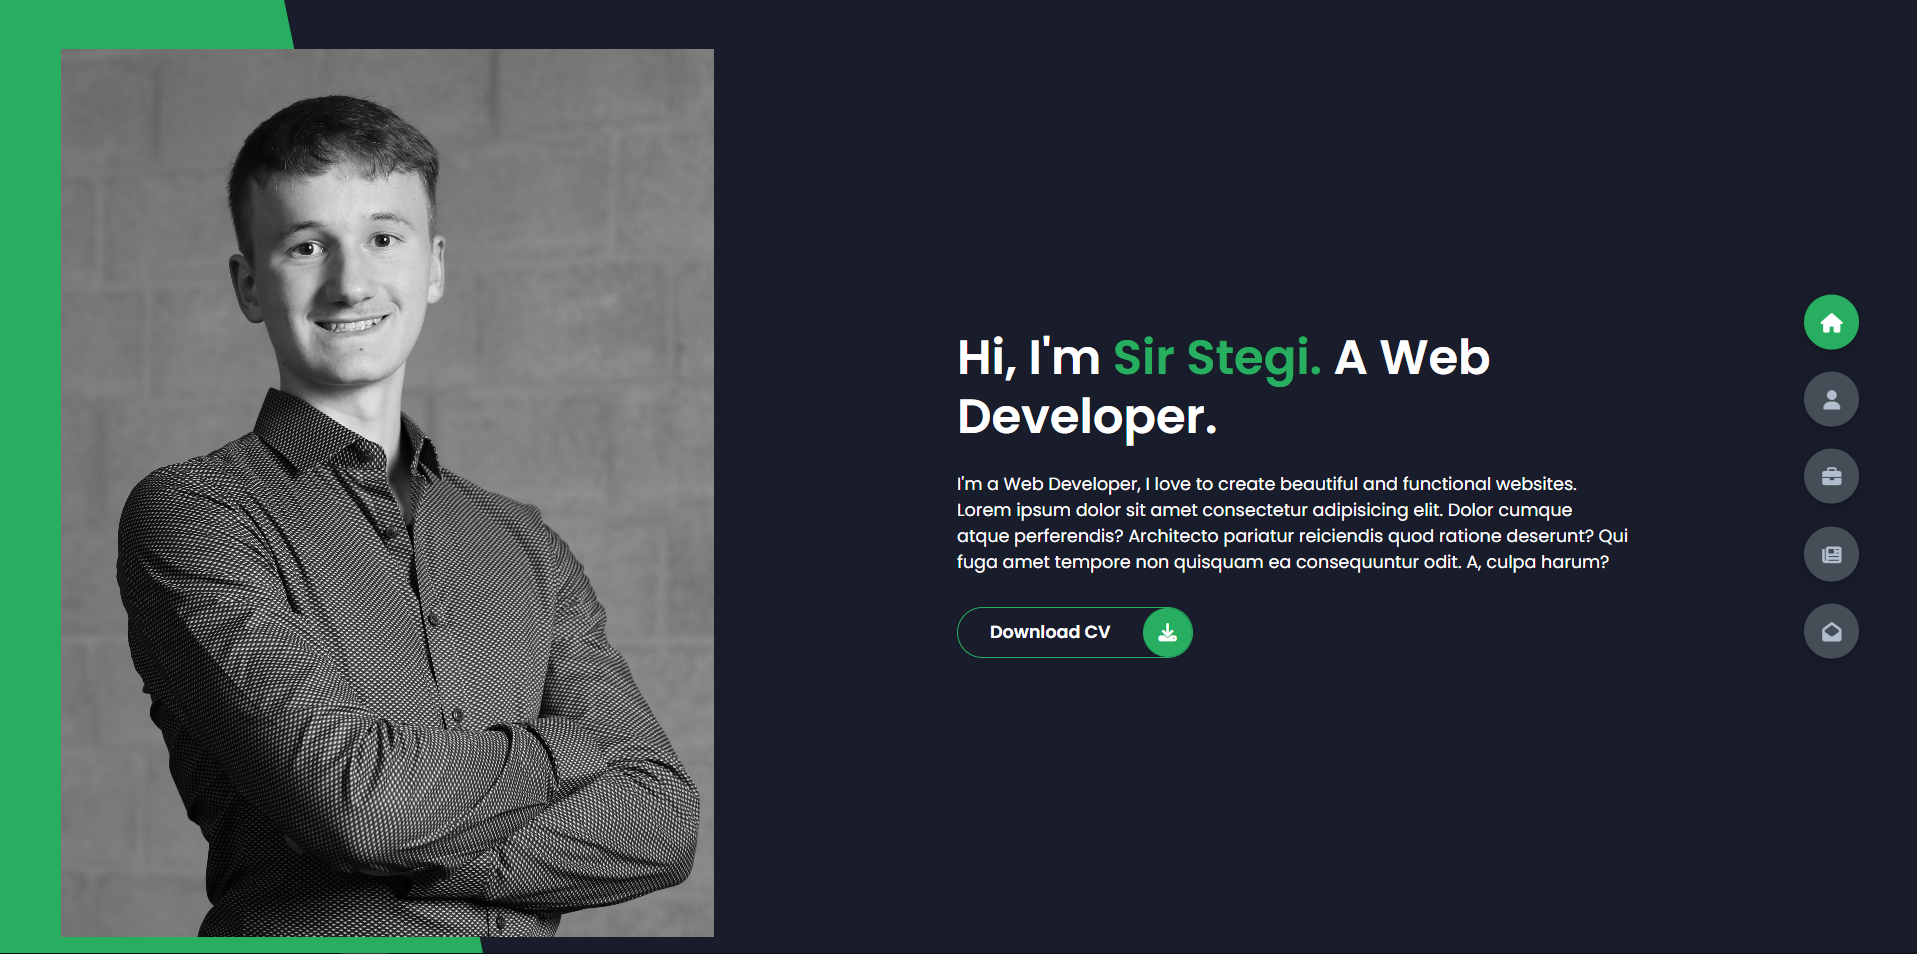 Hi, I'm Sir Stegi. A Web
Developer.
I'm a Web Developer, I love to create beautiful and functional websites.
Lorem ipsum dolor sit amet consectetur adipisicing elit. Dolor cumque
atque perferendis? Architecto pariatur reiciendis quod ratione deserunt? Qui
fuga amet tempore non quisquam ea consequuntur odit. A, culpa harum?
Download CV